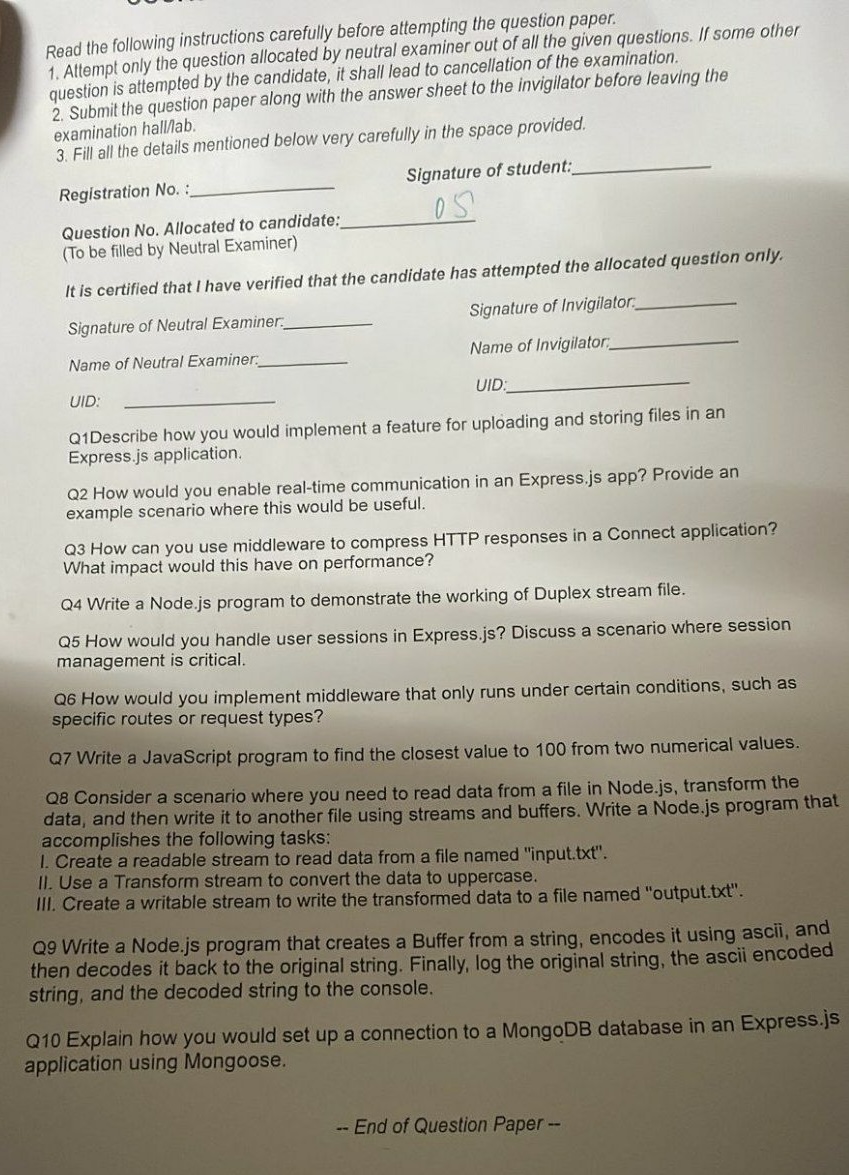 Read the following instructions carefully before attempting the question paper.
1. Attempt only the question allocated by neutral examiner out of all the given questions. If some other
question is attempted by the candidate, it shall lead to cancellation of the examination.
2. Submit the question paper along with the answer sheet to the invigilator before leaving the
examination hall/lab.
3. Fill all the details mentioned below very carefully in the space provided.
Registration No. :
Signature of student:
Question No. Allocated to candidate: 05
(To be filled by Neutral Examiner)
It is certified that I have verified that the candidate has attempted the allocated question only.
Signature of Neutral Examiner:
Signature of Invigilator:
Name of Neutral Examiner:
Name of Invigilator:
UID:
UID:
Q1Describe how you would implement a feature for uploading and storing files in an
Express.js application.
Q2 How would you enable real-time communication in an Express.js app? Provide an
example scenario where this would be useful.
Q3 How can you use middleware to compress HTTP responses in a Connect application?
What impact would this have on performance?
Q4 Write a Node.js program to demonstrate the working of Duplex stream file.
Q5 How would you handle user sessions in Express.js? Discuss a scenario where session
management is critical.
Q6 How would you implement middleware that only runs under certain conditions, such as
specific routes or request types?
Q7 Write a JavaScript program to find the closest value to 100 from two numerical values.
Q8 Consider a scenario where you need to read data from a file in Node.js, transform the
data, and then write it to another file using streams and buffers. Write a Node.js program that
accomplishes the following tasks:
I. Create a readable stream to read data from a file named "input.txt".
II. Use a Transform stream to convert the data to uppercase.
III. Create a writable stream to write the transformed data to a file named "output.txt".
Q9 Write a Node.js program that creates a Buffer from a string, encodes it using ascii, and
then decodes it back to the original string. Finally, log the original string, the ascii encoded
string, and the decoded string to the console.
Q10 Explain how you would set up a connection to a MongoDB database in an Express.js
application using Mongoose.
-- End of Question Paper --